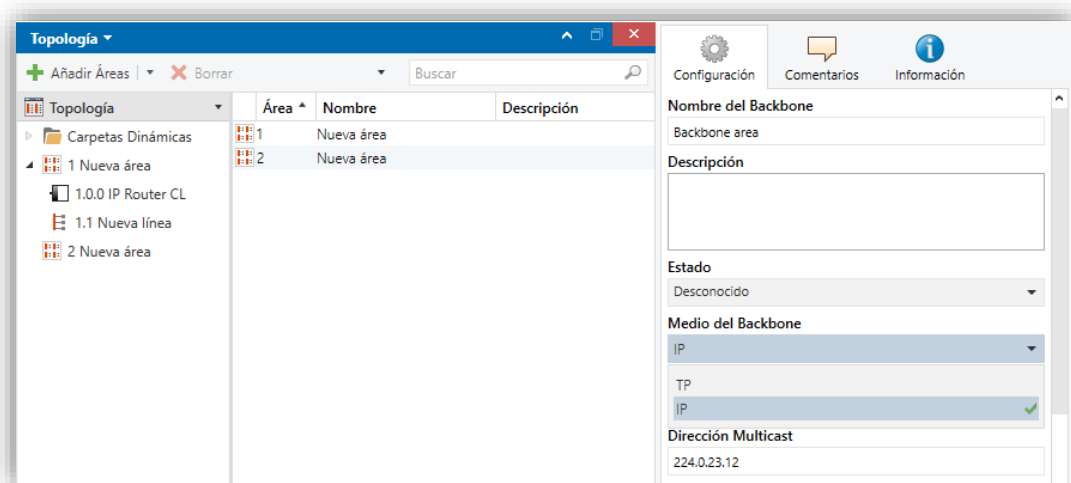 Topología
Añadir Áreas
Borrar
Buscar
Topología
Carpetas Dinámicas
1 Nueva área
1.0.0 IP Router CL
1.1 Nueva línea
2 Nueva área
Área Nombre Descripción
1 Nueva área
2 Nueva área
Configuración
Comentarios
Información
Nombre del Backbone
Backbone area
Descripción
Estado
Desconocido
Medio del Backbone
IP
TP
IP
Dirección Multicast
224.0.23.12